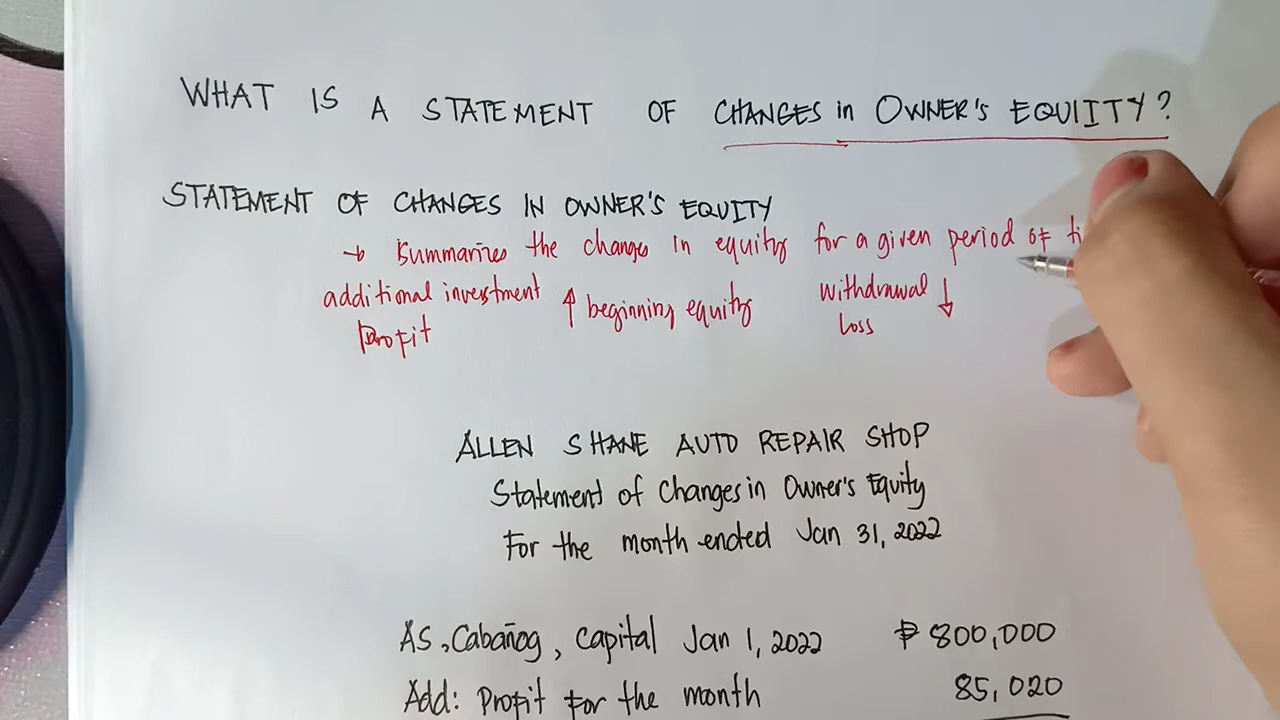 WHAT IS A STATEMENT OF CHANGES in OWNER'S EQUITY?
STATEMENT OF CHANGES IN OWNER'S EQUITY
→ Summarizes the changes in equity for a given period of
additional investment ↑ beginning equity withdrawal ↓
Profit loss
ALLEN SHANE AUTO REPAIR SHOP
Statement of Changes in Owner's Equity
For the month ended Jan 31, 2022
AS. Cabañog, Capital Jan 1, 2022 ₱ 800,000
Add: Profit for the month 85,020